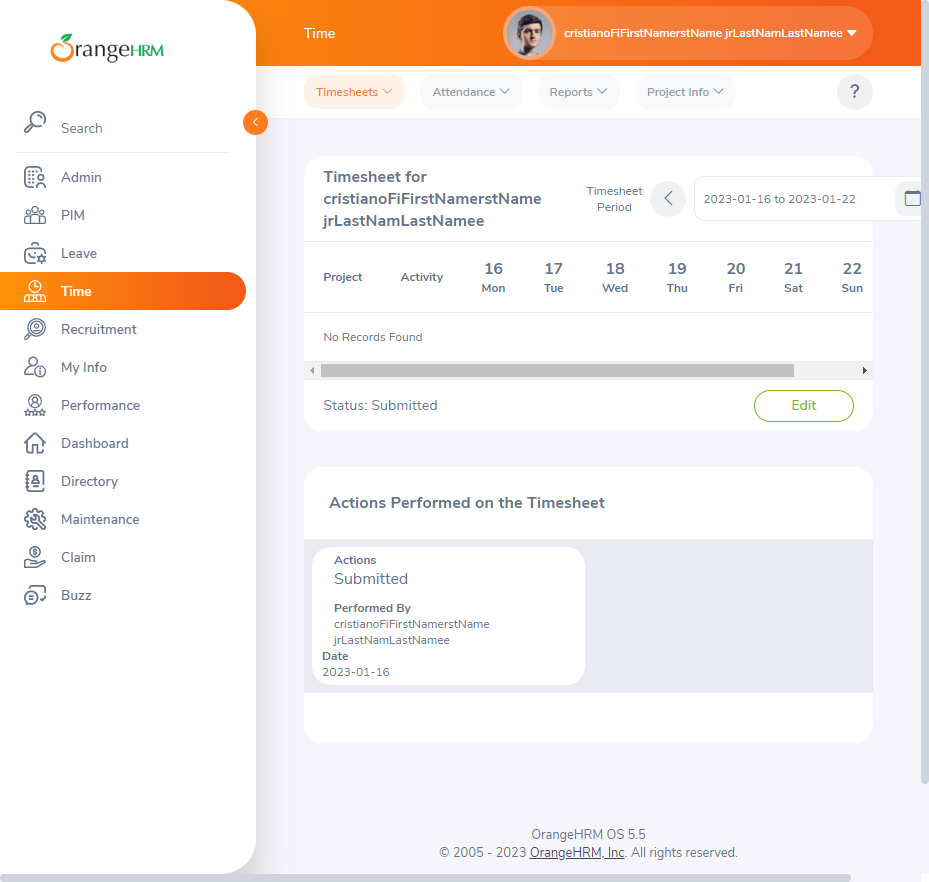 OrangeHRM
Search
Admin
PIM
Leave
Time
Recruitment
My Info
Performance
Dashboard
Directory
Maintenance
Claim
Buzz
Time
cristianoFiFirstNamerstName jrLastNamLastNamee
Timesheets
Attendance
Reports
Project Info
?
Timesheet for
cristianoFiFirstNamerstName
jrLastNamLastNamee
Timesheet
Period
2023-01-16 to 2023-01-22
Project Activity 16 17 18 19 20 21 22
Mon Tue Wed Thu Fri Sat Sun
No Records Found
Status: Submitted
Edit
Actions Performed on the Timesheet
Actions
Submitted
Performed By
cristianoFiFirstNamerstName
jrLastNamLastNamee
Date
2023-01-16
OrangeHRM OS 5.5
© 2005 - 2023 OrangeHRM, Inc. All rights reserved.